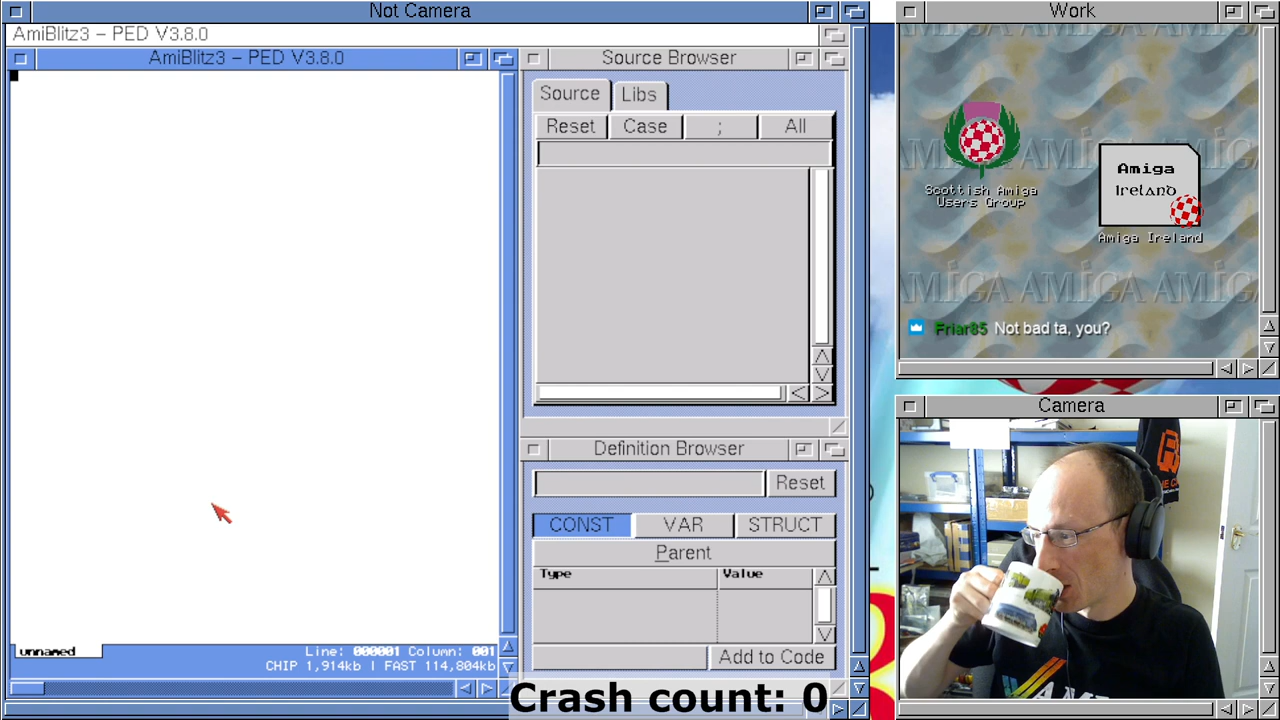 Not Camera
AmiBlitz3 - PED V3.8.0
AmiBlitz3 - PED V3.8.0
unnamed
Line: 000001 Column: 001
CHIP 1,914kb | FAST 114,804kb
Source Browser
Source Libs
Reset Case ; All
Definition Browser
Reset
CONST VAR STRUCT
Parent
Type Value
Add to Code
Crash count: 0
Work
Scottish Amiga
Users Group
Amiga
Ireland
Amiga Ireland
AMIGA AMIGA AMIGA
Friar85 Not bad ta, you?
Camera